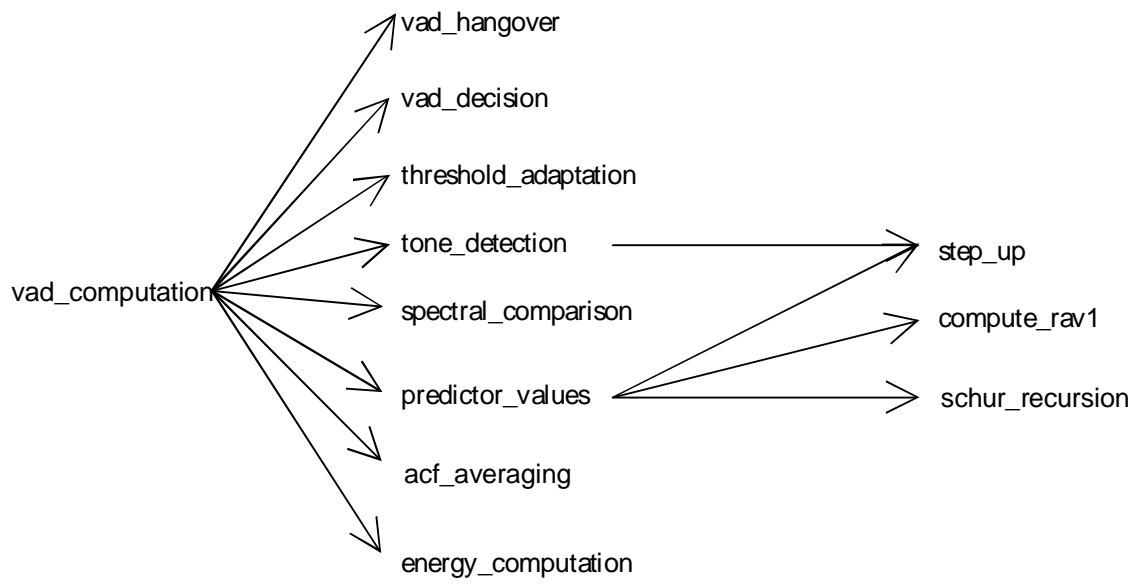 vad_hangover
vad_decision
threshold_adaptation
tone_detection
step_up
vad_computation
spectral_comparison
compute_rav1
predictor_values
schur_recursion
acf_averaging
energy_computation